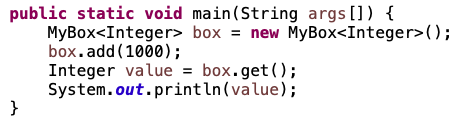 public static void main(String args[]) {
    MyBox<Integer> box = new MyBox<Integer>();
    box.add(1000);
    Integer value = box.get();
    System.out.println(value);
}